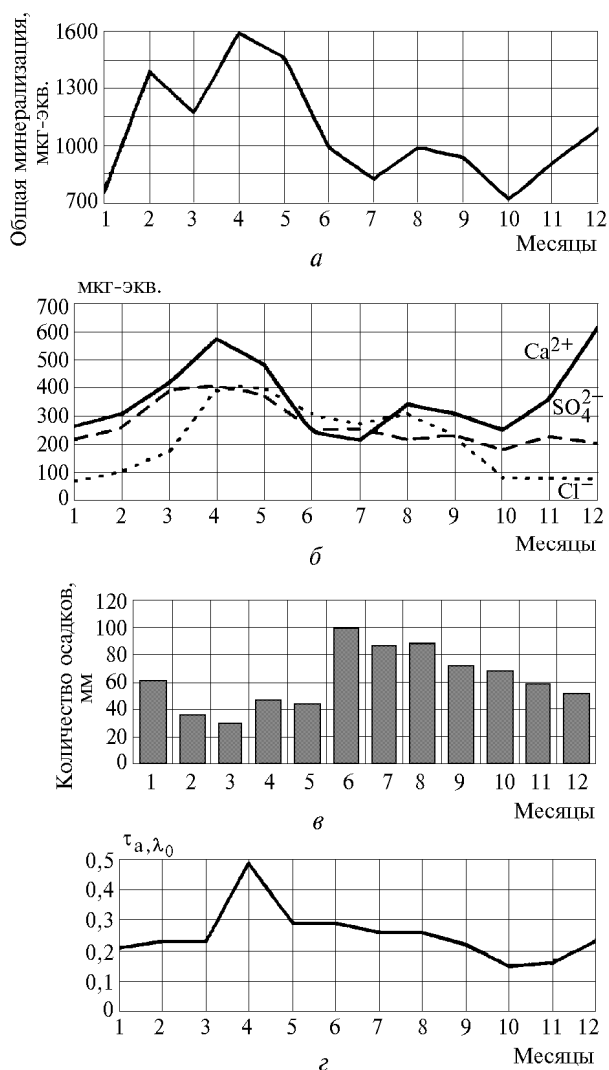 Общая минерализация,
мкг-экв.
1600
1300
1000
700
1 2 3 4 5 6 7 8 9 10 11 12
Месяцы
а
мкг-экв.
700
600
500
400
300
200
100
0
Ca²⁺
SO₄²⁻
Cl⁻
1 2 3 4 5 6 7 8 9 10 11 12
Месяцы
б
Количество осадков,
мм
120
100
80
60
40
20
0
1 2 3 4 5 6 7 8 9 10 11 12
Месяцы
в
τa,λ₀
0,5
0,4
0,3
0,2
0,1
0
1 2 3 4 5 6 7 8 9 10 11 12
Месяцы
г